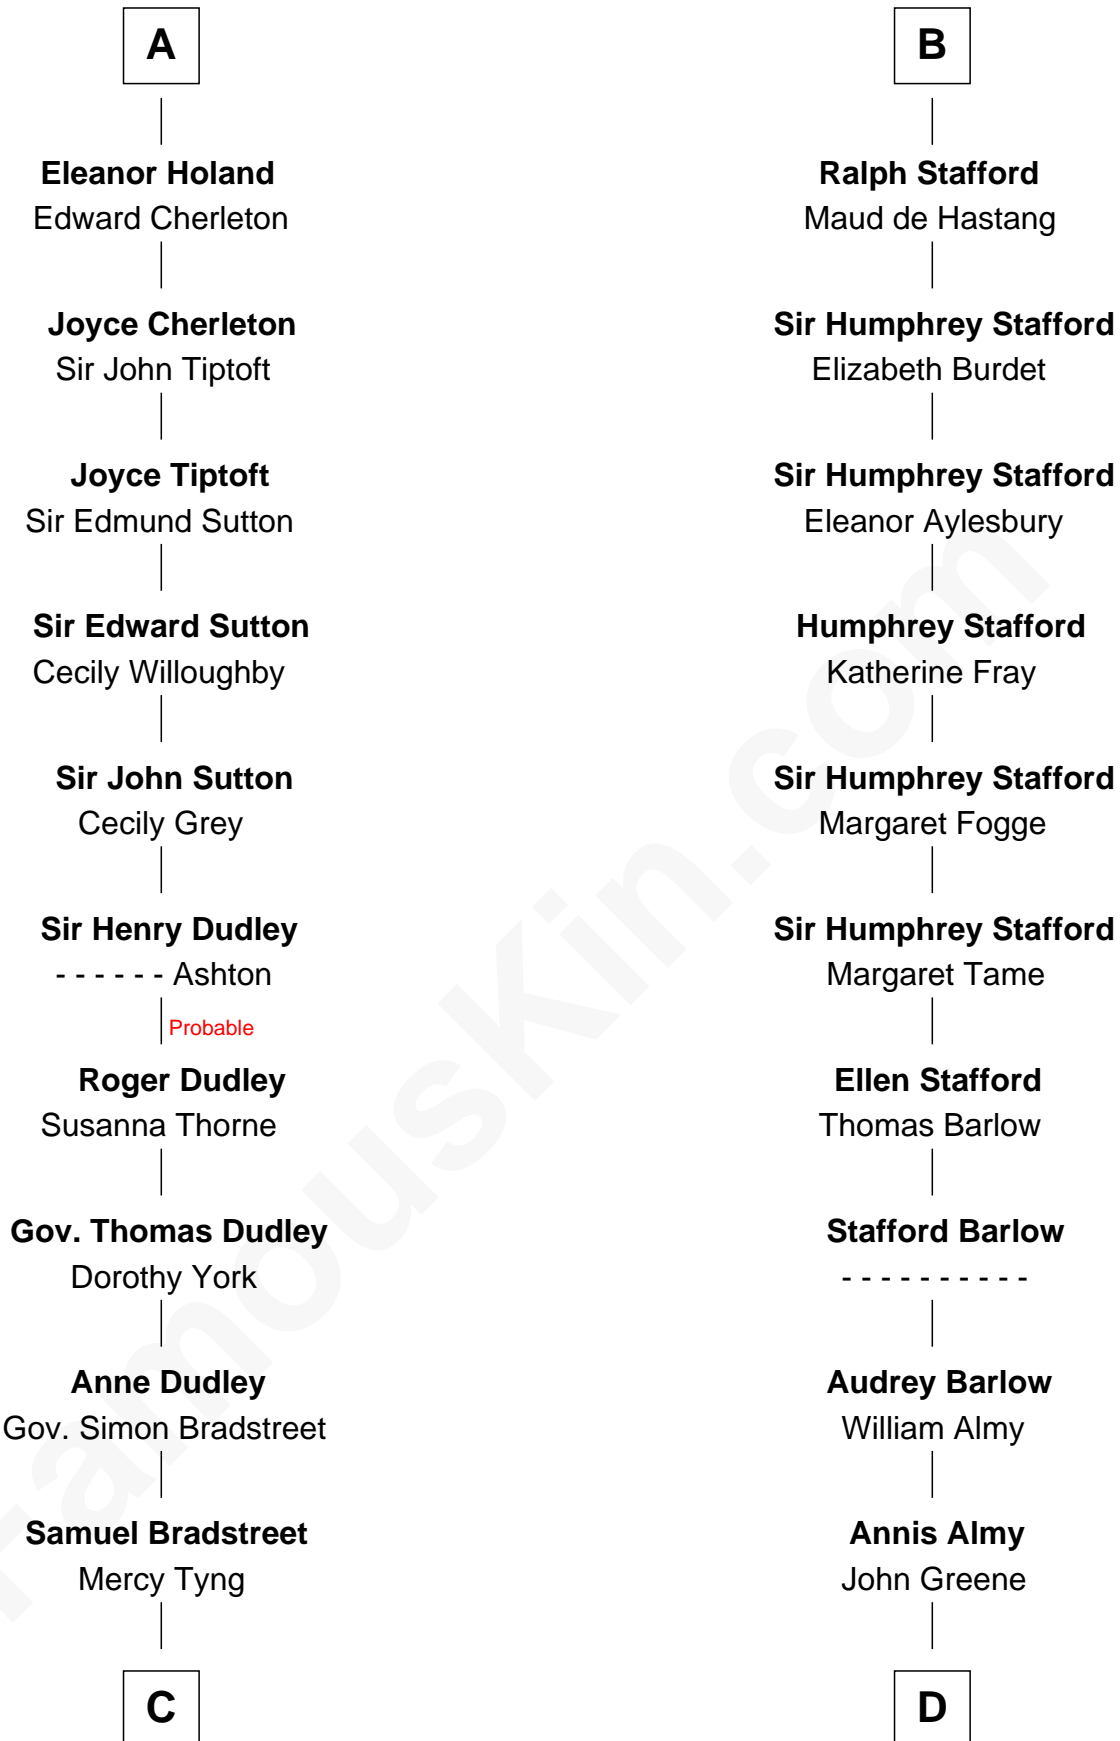 A
Eleanor Holand
Edward Cherleton
Joyce Cherleton
Sir John Tiptoft
Joyce Tiptoft
Sir Edmund Sutton
Sir Edward Sutton
Cecily Willoughby
Sir John Sutton
Cecily Grey
Sir Henry Dudley
- - - - - - Ashton
Probable
Roger Dudley
Susanna Thorne
Gov. Thomas Dudley
Dorothy York
Anne Dudley
Gov. Simon Bradstreet
Samuel Bradstreet
Mercy Tyng
C
B
Ralph Stafford
Maud de Hastang
Sir Humphrey Stafford
Elizabeth Burdet
Sir Humphrey Stafford
Eleanor Aylesbury
Humphrey Stafford
Katherine Fray
Sir Humphrey Stafford
Margaret Fogge
Sir Humphrey Stafford
Margaret Tame
Ellen Stafford
Thomas Barlow
Stafford Barlow
- - - - - - - - - -
Audrey Barlow
William Almy
Annis Almy
John Greene
D
FamousKin.com